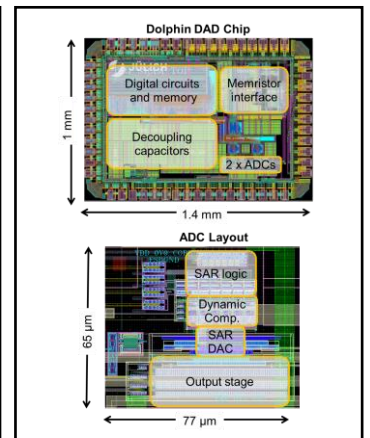 Dolphin DAD Chip
JÜLICH
Digital circuits
and memory
Memristor
interface
Decoupling
capacitors
2 x ADCs
1 mm
1.4 mm
ADC Layout
SAR logic
Dynamic
Comp.
SAR
DAC
Output stage
65 µm
77 µm